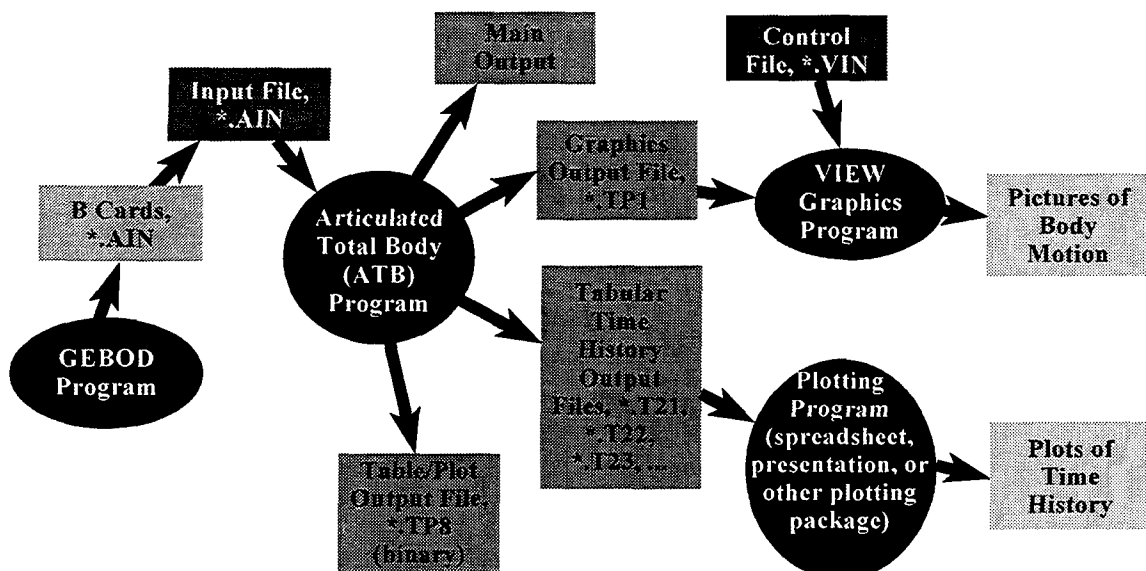 Main
Output
Control
File, *.VIN
Input File,
*.AIN
Graphics
Output File,
*.TP1
VIEW
Graphics
Program
B Cards,
*.AIN
Articulated
Total Body
(ATB)
Program
Pictures of
Body
Motion
GEBOD
Program
Tabular
Time
History
Output
Files, *.T21,
*.T22,
*.T23, ...
Plotting
Program
(spreadsheet,
presentation, or
other plotting
package)
Plots of
Time
History
Table/Plot
Output File,
*.TP8
(binary)